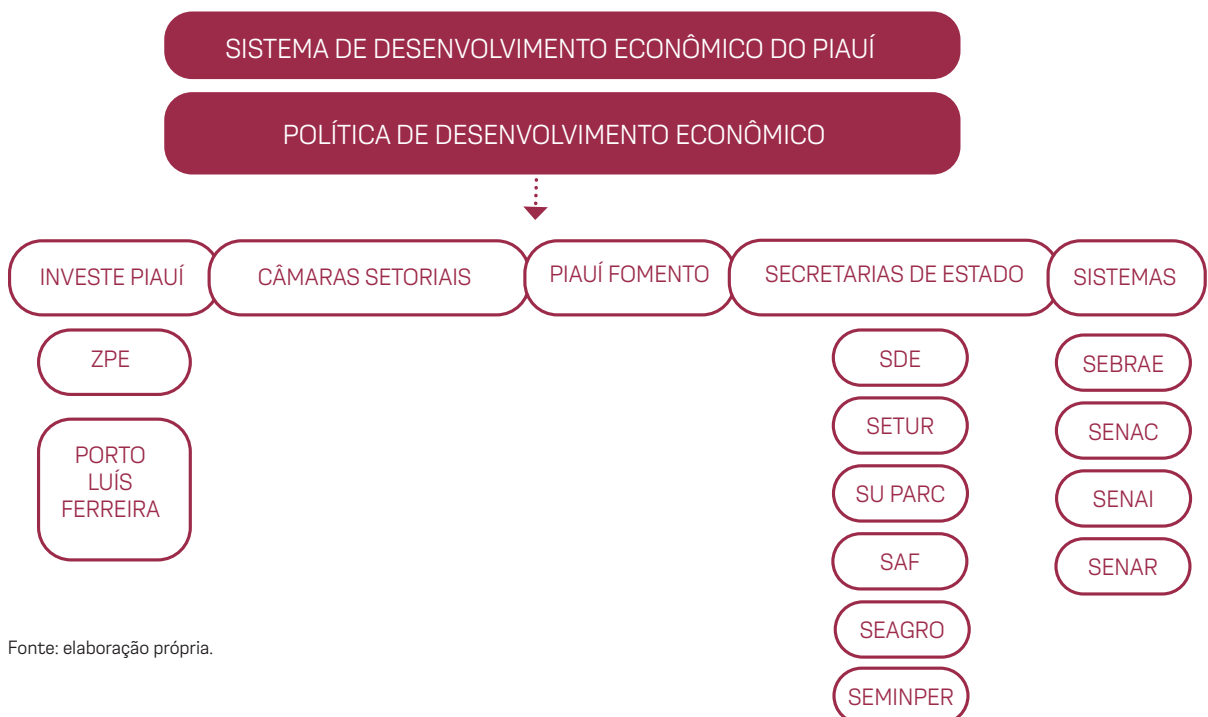 SISTEMA DE DESENVOLVIMENTO ECONÔMICO DO PIAUÍ
POLÍTICA DE DESENVOLVIMENTO ECONÔMICO
INVESTE PIAUÍ
CÂMARAS SETORIAIS
PIAUÍ FOMENTO
SECRETARIAS DE ESTADO
SISTEMAS
ZPE
PORTO
LUÍS
FERREIRA
SDE
SETUR
SU PARC
SAF
SEAGRO
SEMINPER
SEBRAE
SENAC
SENAI
SENAR
Fonte: elaboração própria.